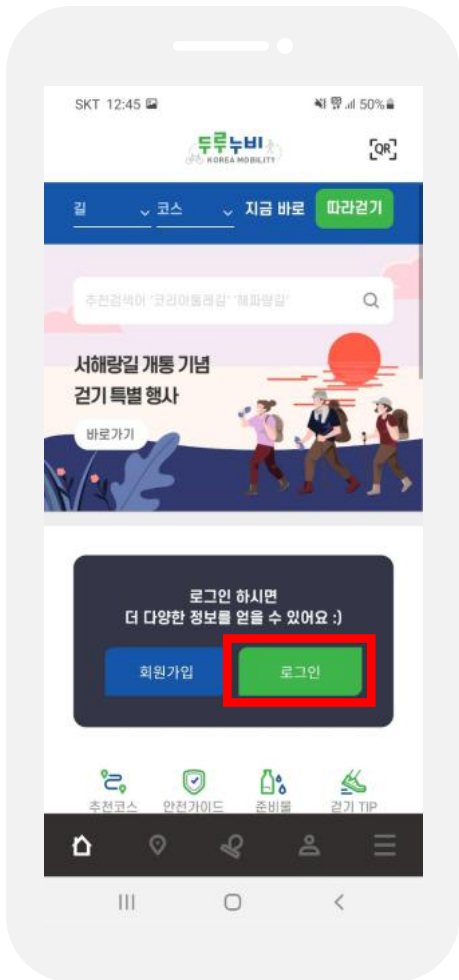 SKT 12:45 50%
두루누비
KOREA MOBILITY
QR
길 코스 지금 바로 따라걷기
추천검색어 '코리아둘레길' '해파랑길'
서해랑길 개통 기념
걷기 특별 행사
바로가기
로그인 하시면
더 다양한 정보를 얻을 수 있어요 :)
회원가입 로그인
추천코스 안전가이드 준비물 걷기 TIP